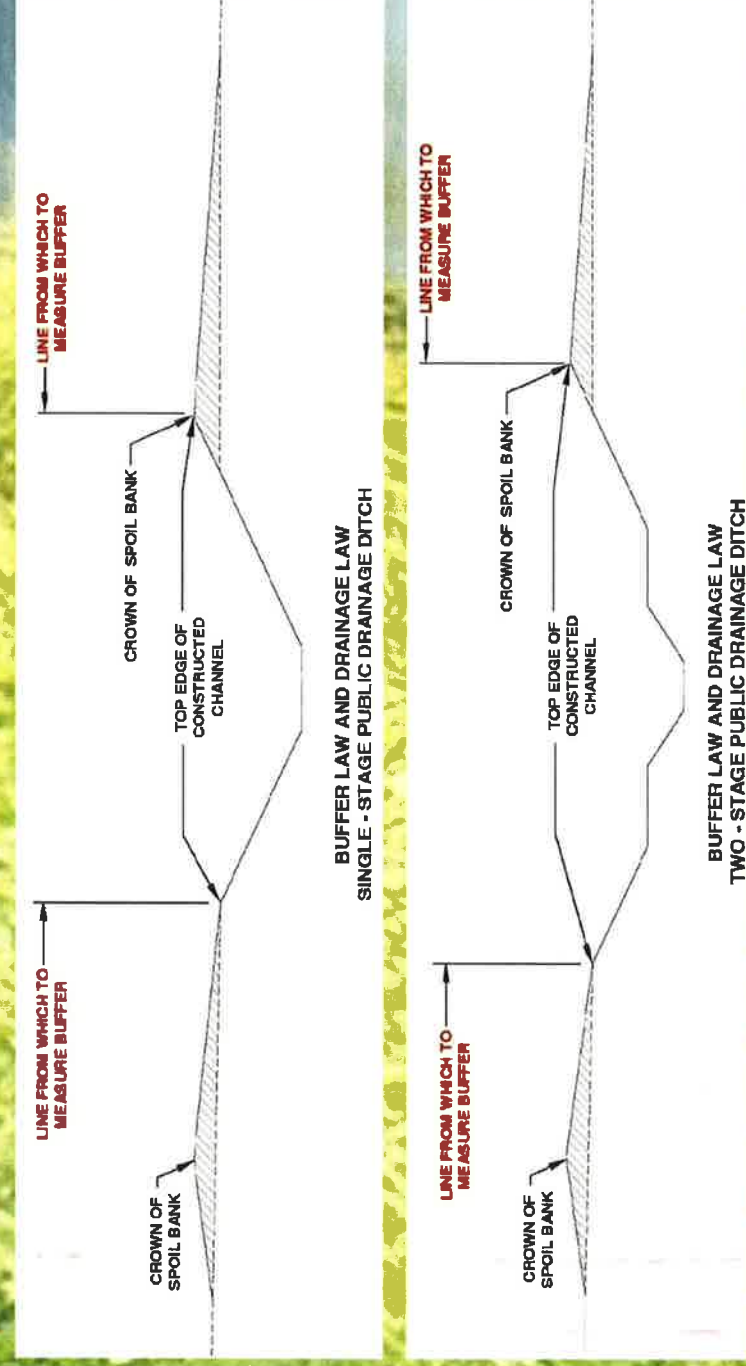 LINE FROM WHICH TO
MEASURE BUFFER
LINE FROM WHICH TO
MEASURE BUFFER
CROWN OF SPOIL BANK
TOP EDGE OF
CONSTRUCTED
CHANNEL
CROWN OF
SPOIL BANK
BUFFER LAW AND DRAINAGE LAW
SINGLE - STAGE PUBLIC DRAINAGE DITCH
LINE FROM WHICH TO
MEASURE BUFFER
LINE FROM WHICH TO
MEASURE BUFFER
CROWN OF SPOIL BANK
TOP EDGE OF
CONSTRUCTED
CHANNEL
CROWN OF
SPOIL BANK
BUFFER LAW AND DRAINAGE LAW
TWO - STAGE PUBLIC DRAINAGE DITCH